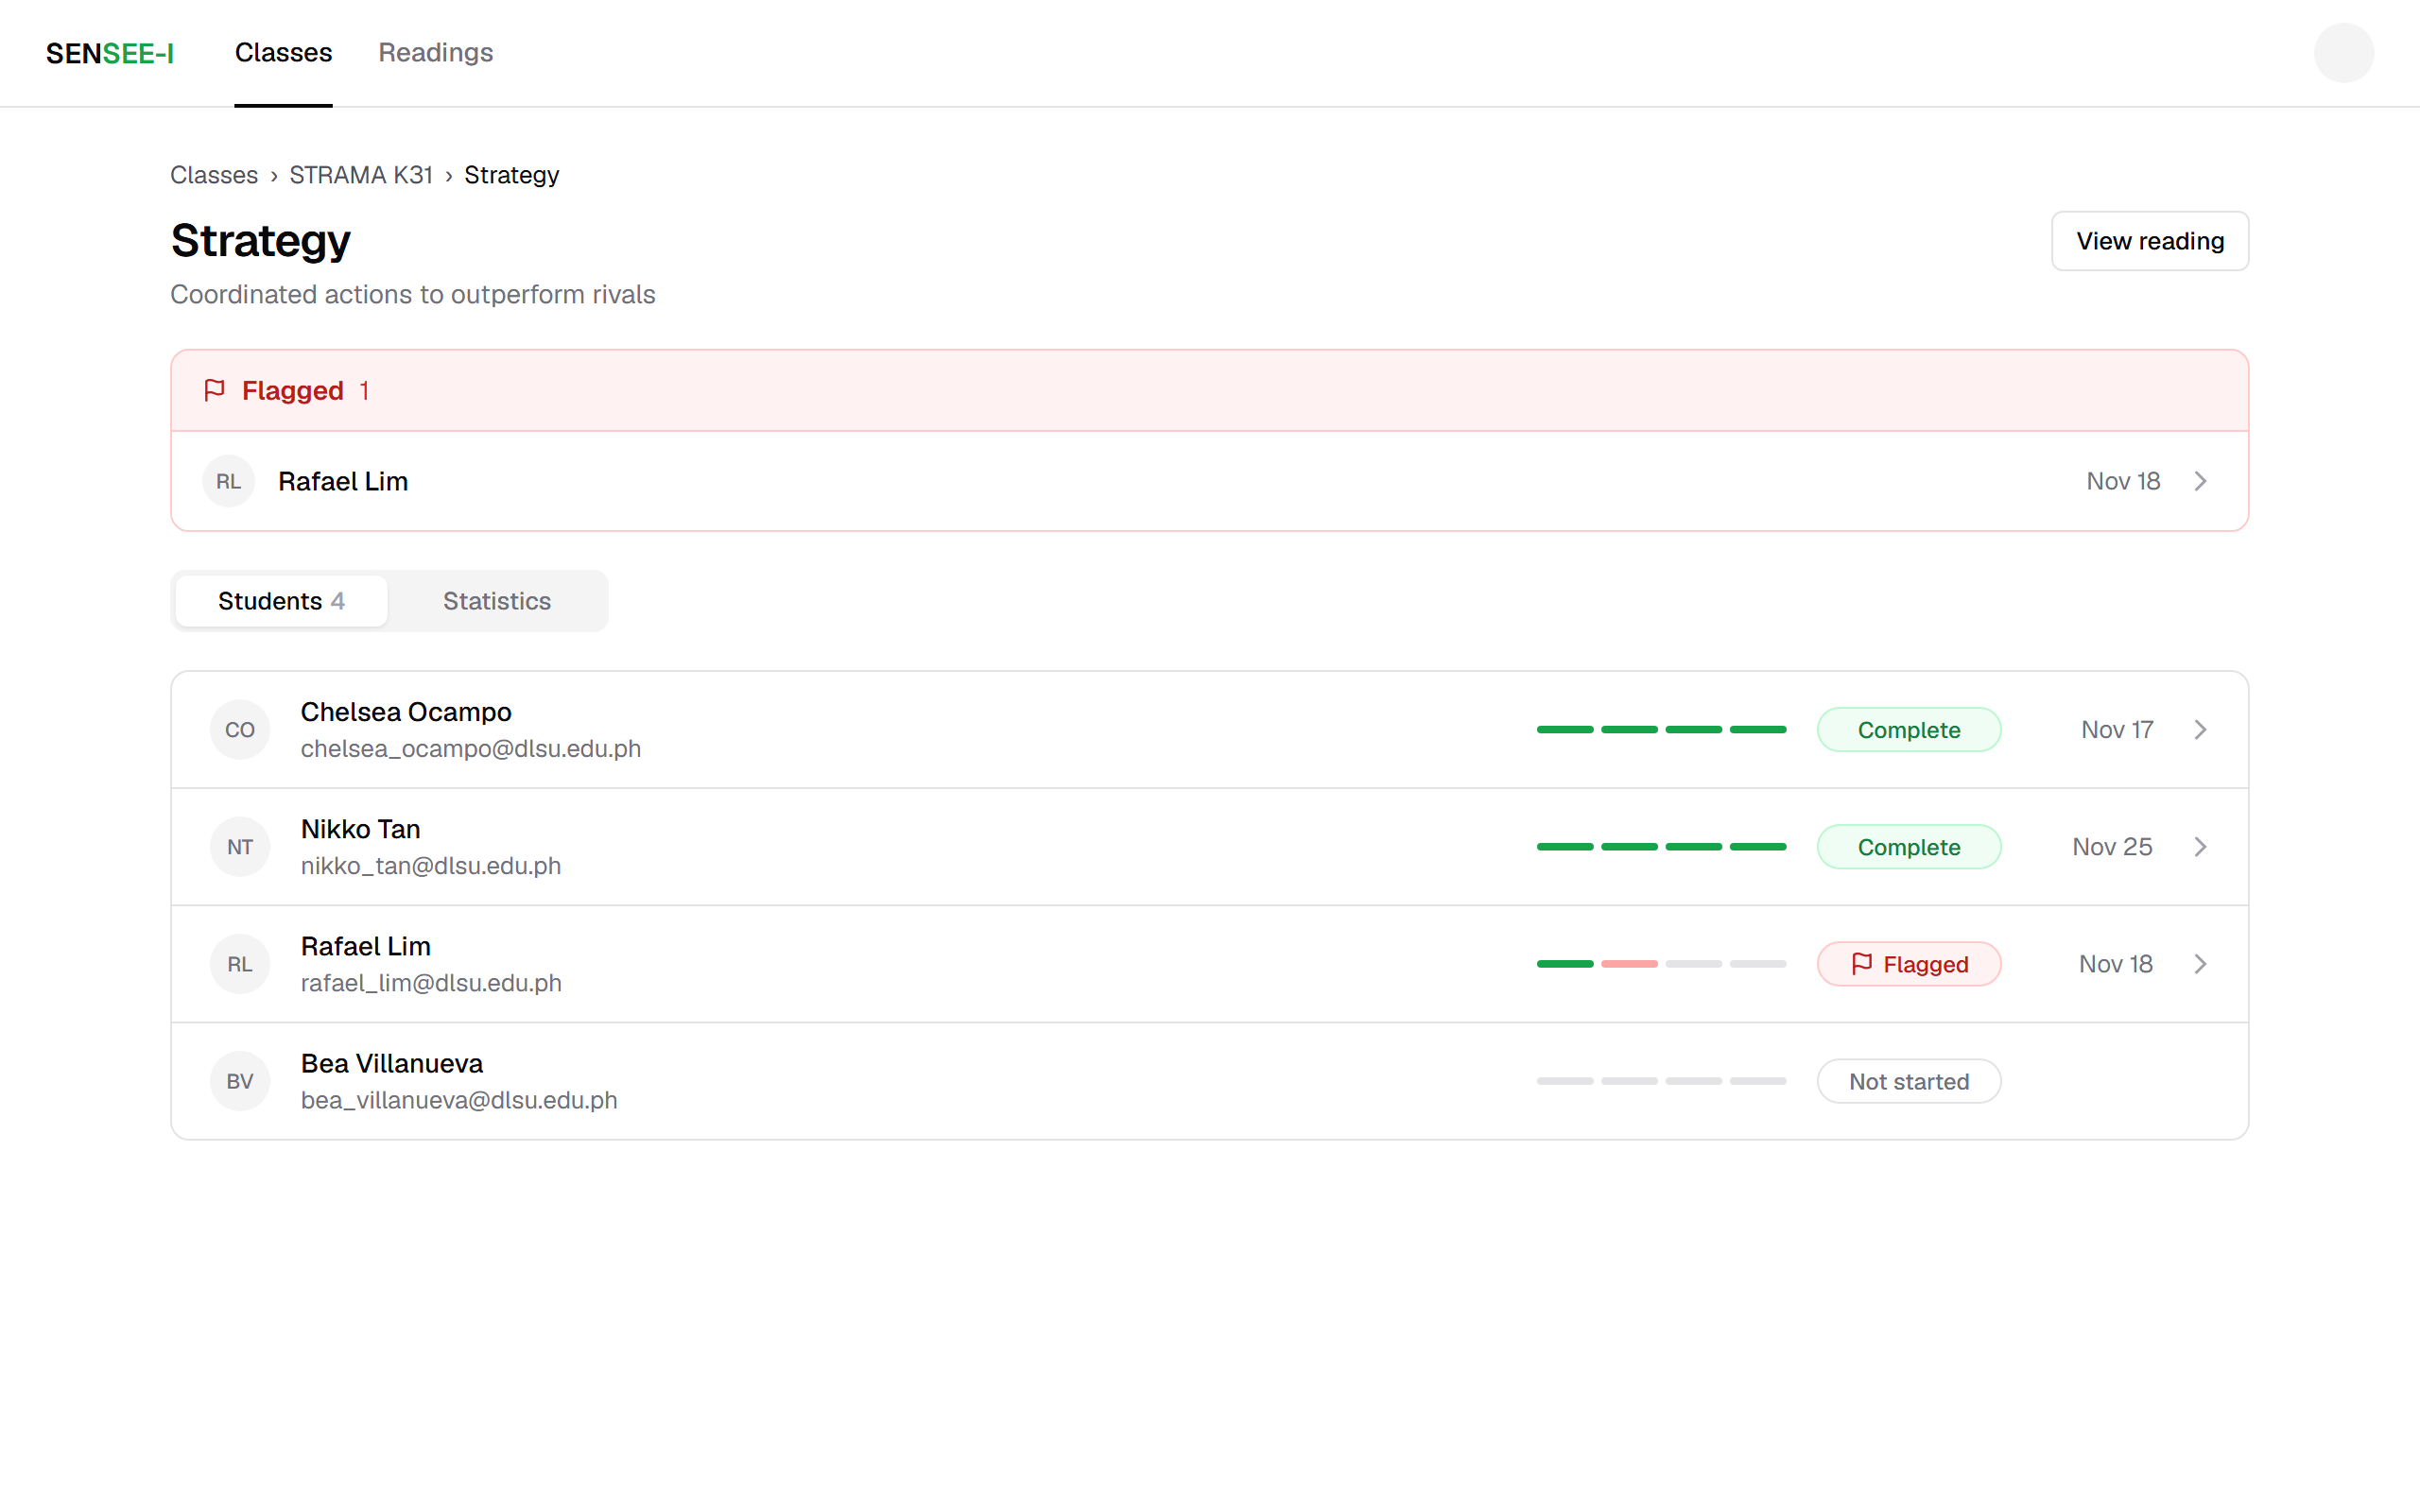 SENSEE-I Classes Readings
Classes › STRAMA K31 › Strategy
Strategy
View reading
Coordinated actions to outperform rivals
Flagged 1
RL Rafael Lim Nov 18
Students 4 Statistics
CO Chelsea Ocampo
chelsea_ocampo@dlsu.edu.ph
Complete Nov 17
NT Nikko Tan
nikko_tan@dlsu.edu.ph
Complete Nov 25
RL Rafael Lim
rafael_lim@dlsu.edu.ph
Flagged Nov 18
BV Bea Villanueva
bea_villanueva@dlsu.edu.ph
Not started